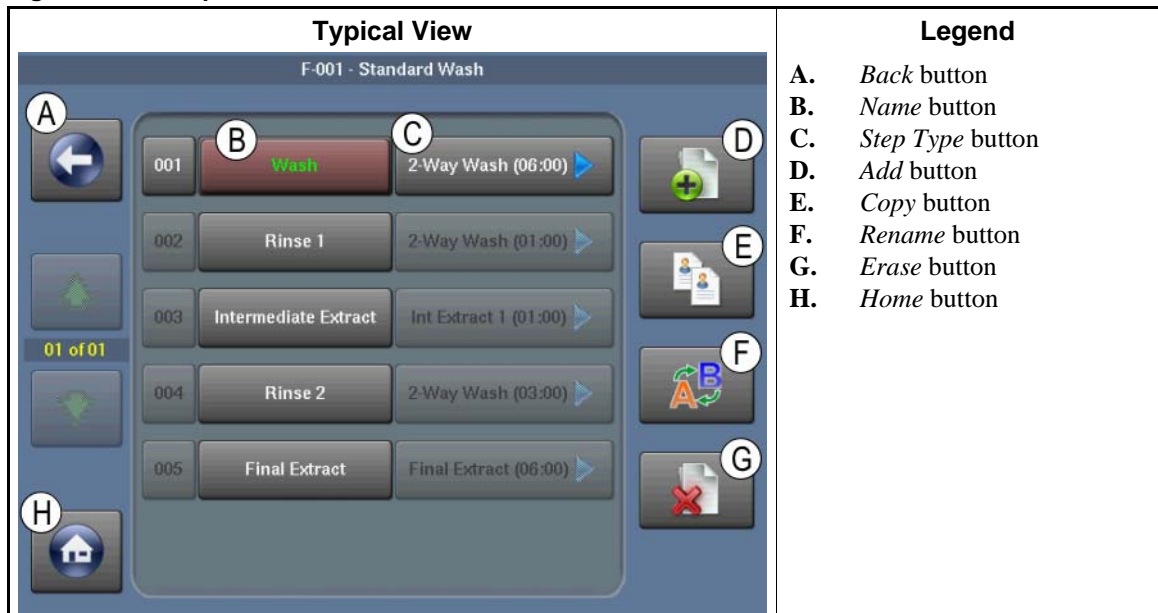 Typical View
Legend
F-001 - Standard Wash
A
B
C
D
E
F
G
H
001 Wash 2-Way Wash (06:00)
002 Rinse 1 2-Way Wash (01:00)
003 Intermediate Extract Int Extract 1 (01:00)
01 of 01
004 Rinse 2 2-Way Wash (03:00)
005 Final Extract Final Extract (06:00)
A B
A. Back button
B. Name button
C. Step Type button
D. Add button
E. Copy button
F. Rename button
G. Erase button
H. Home button